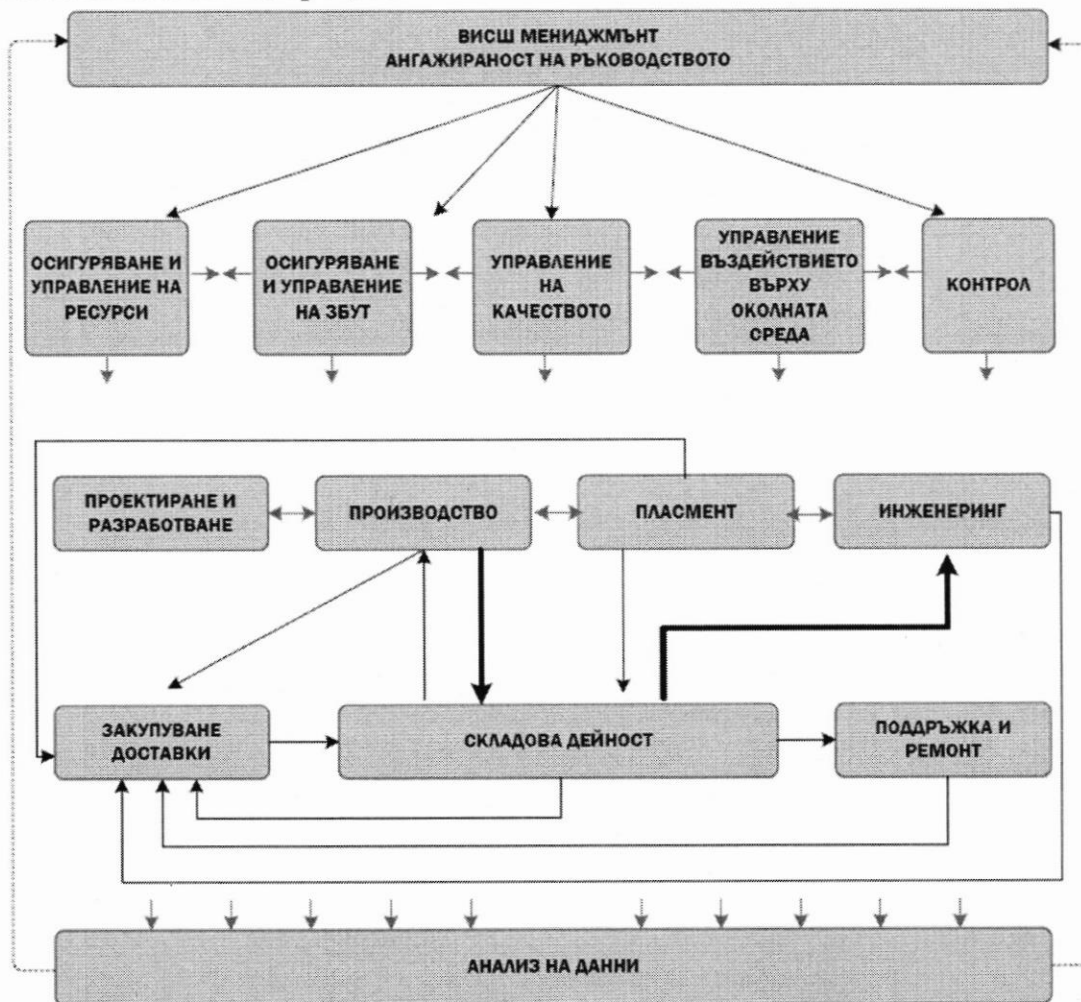 ВИСШ МЕНИДЖМЪНТ
АНГАЖИРАНОСТ НА РЪКОВОДСТВОТО
ОСИГУРЯВАНЕ И
УПРАВЛЕНИЕ НА
РЕСУРСИ
ОСИГУРЯВАНЕ
И УПРАВЛЕНИЕ
НА ЗБУТ
УПРАВЛЕНИЕ
НА
КАЧЕСТВОТО
УПРАВЛЕНИЕ
ВЪЗДЕЙСТВИЕТО
ВЪРХУ
ОКОЛНАТА
СРЕДА
КОНТРОЛ
ПРОЕКТИРАНЕ И
РАЗРАБОТВАНЕ
ПРОИЗВОДСТВО
ПЛАСМЕНТ
ИНЖЕНЕРИНГ
ЗАКУПУВАНЕ
ДОСТАВКИ
СКЛАДОВА ДЕЙНОСТ
ПОДДРЪЖКА И
РЕМОНТ
АНАЛИЗ НА ДАННИ